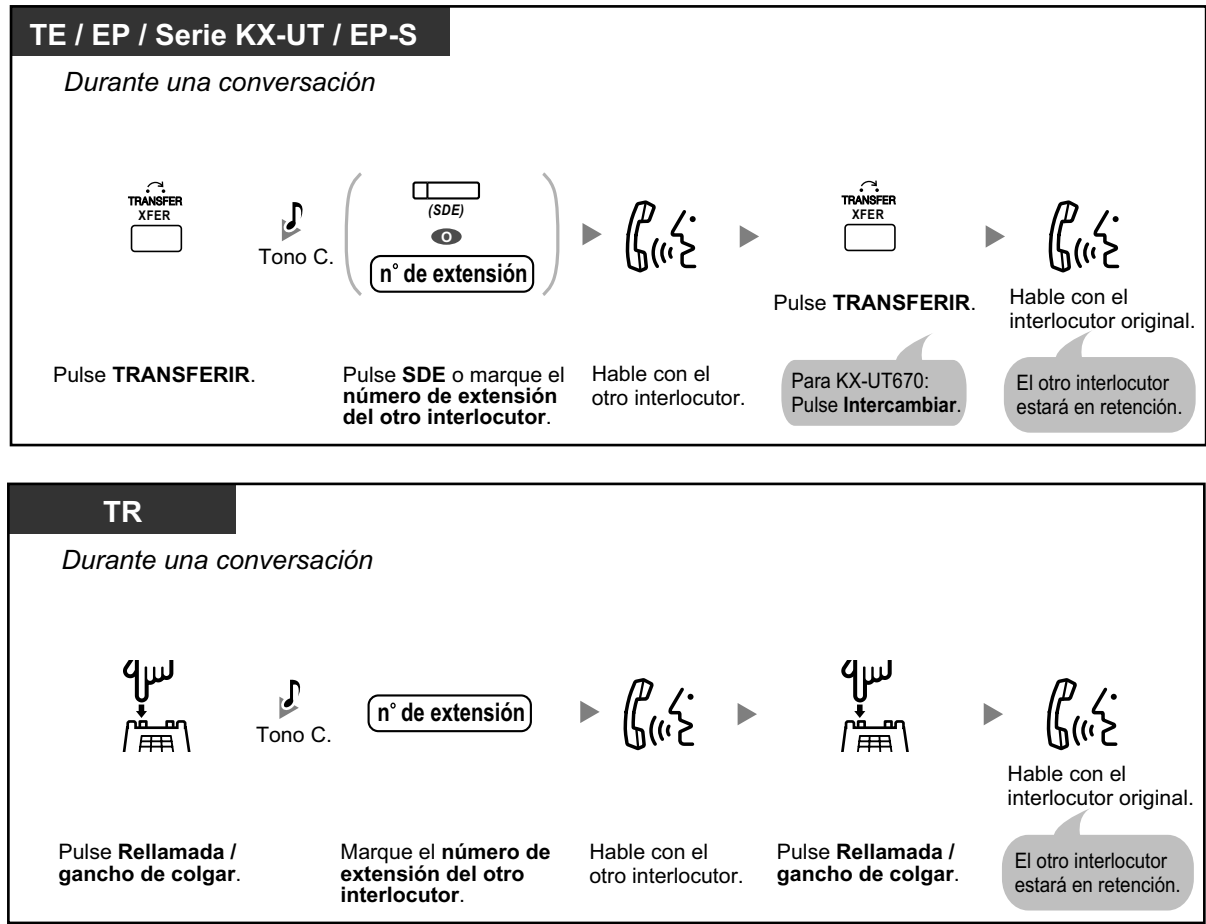 TE / EP / Serie KX-UT / EP-S
Durante una conversación
TRANSFER
XFER
Tono C.
(SDE)
O
n° de extensión
TRANSFER
XFER
Pulse TRANSFERIR.
Pulse SDE o marque el
número de extensión
del otro interlocutor.
Hable con el
otro interlocutor.
Pulse TRANSFERIR.
Para KX-UT670:
Pulse Intercambiar.
Hable con el
interlocutor original.
El otro interlocutor
estará en retención.
TR
Durante una conversación
Tono C.
n° de extensión
Pulse Rellamada /
gancho de colgar.
Marque el número de
extensión del otro
interlocutor.
Hable con el
otro interlocutor.
Pulse Rellamada /
gancho de colgar.
Hable con el
interlocutor original.
El otro interlocutor
estará en retención.